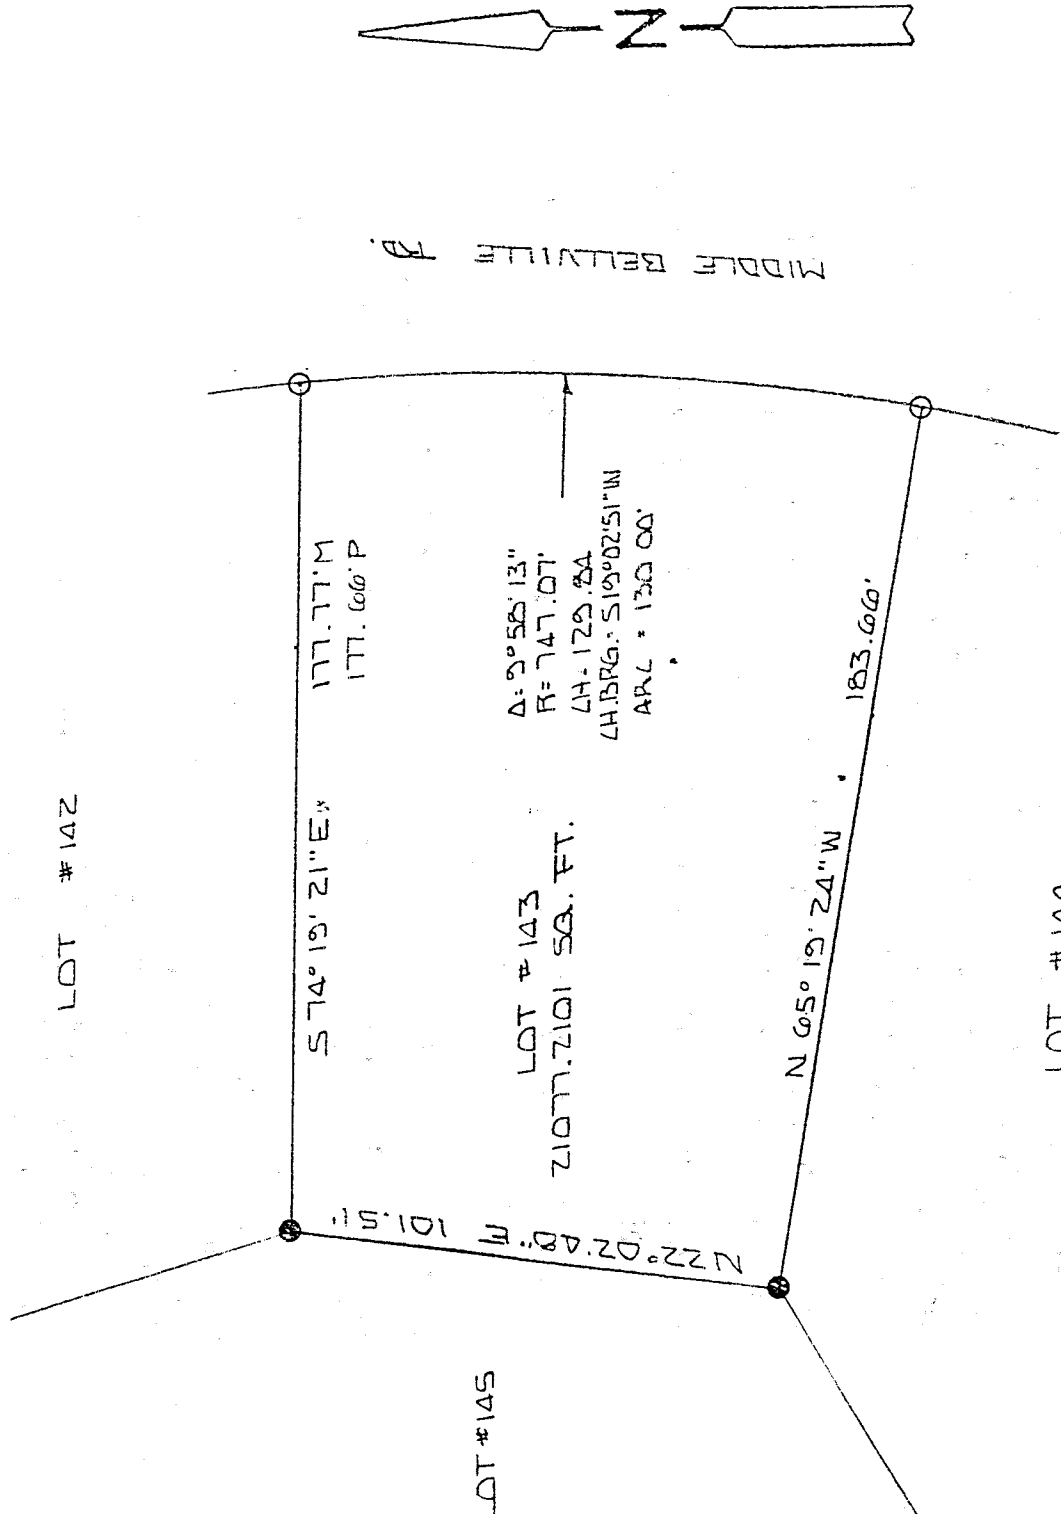 N
MIDDLE BELLVILLE RD.
LOT #142
S 74° 19' 21" E
177.77' M
177.66' P
Δ= 9° 58' 13"
R= 747.07'
CH= 129.84
CH.BRG.= S19°02'51"W
ARC = 130.00'
LOT #143
21077.2101 SQ. FT.
N 65° 19' 24" W 183.66'
N22°02'48"E 101.51'
LOT #145